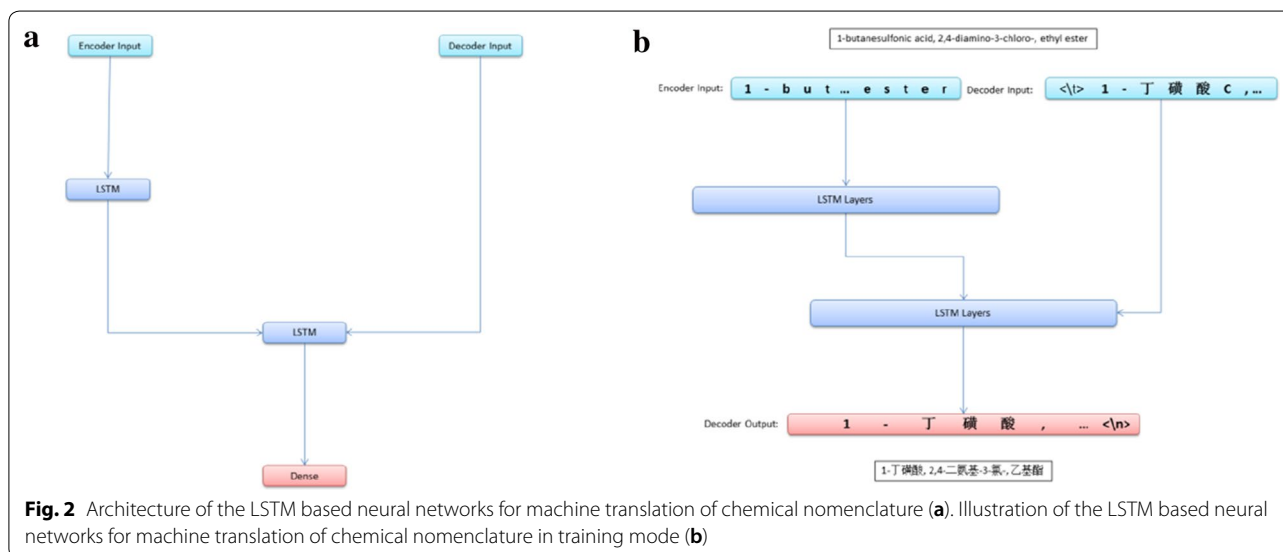 a
Encoder Input
Decoder Input
LSTM
LSTM
Dense
b
1-butanesulfonic acid, 2,4-diamino-3-chloro-, ethyl ester
Encoder Input: 1 - b u t ... e s t e r
Decoder Input: <\t> 1 - 丁 磺 酸 C , ...
LSTM Layers
LSTM Layers
Decoder Output: 1 - 丁 磺 酸 , ... <\n>
1-丁磺酸, 2,4-二氨基-3-氯-, 乙基酯
Fig. 2 Architecture of the LSTM based neural networks for machine translation of chemical nomenclature (a). Illustration of the LSTM based neural
networks for machine translation of chemical nomenclature in training mode (b)